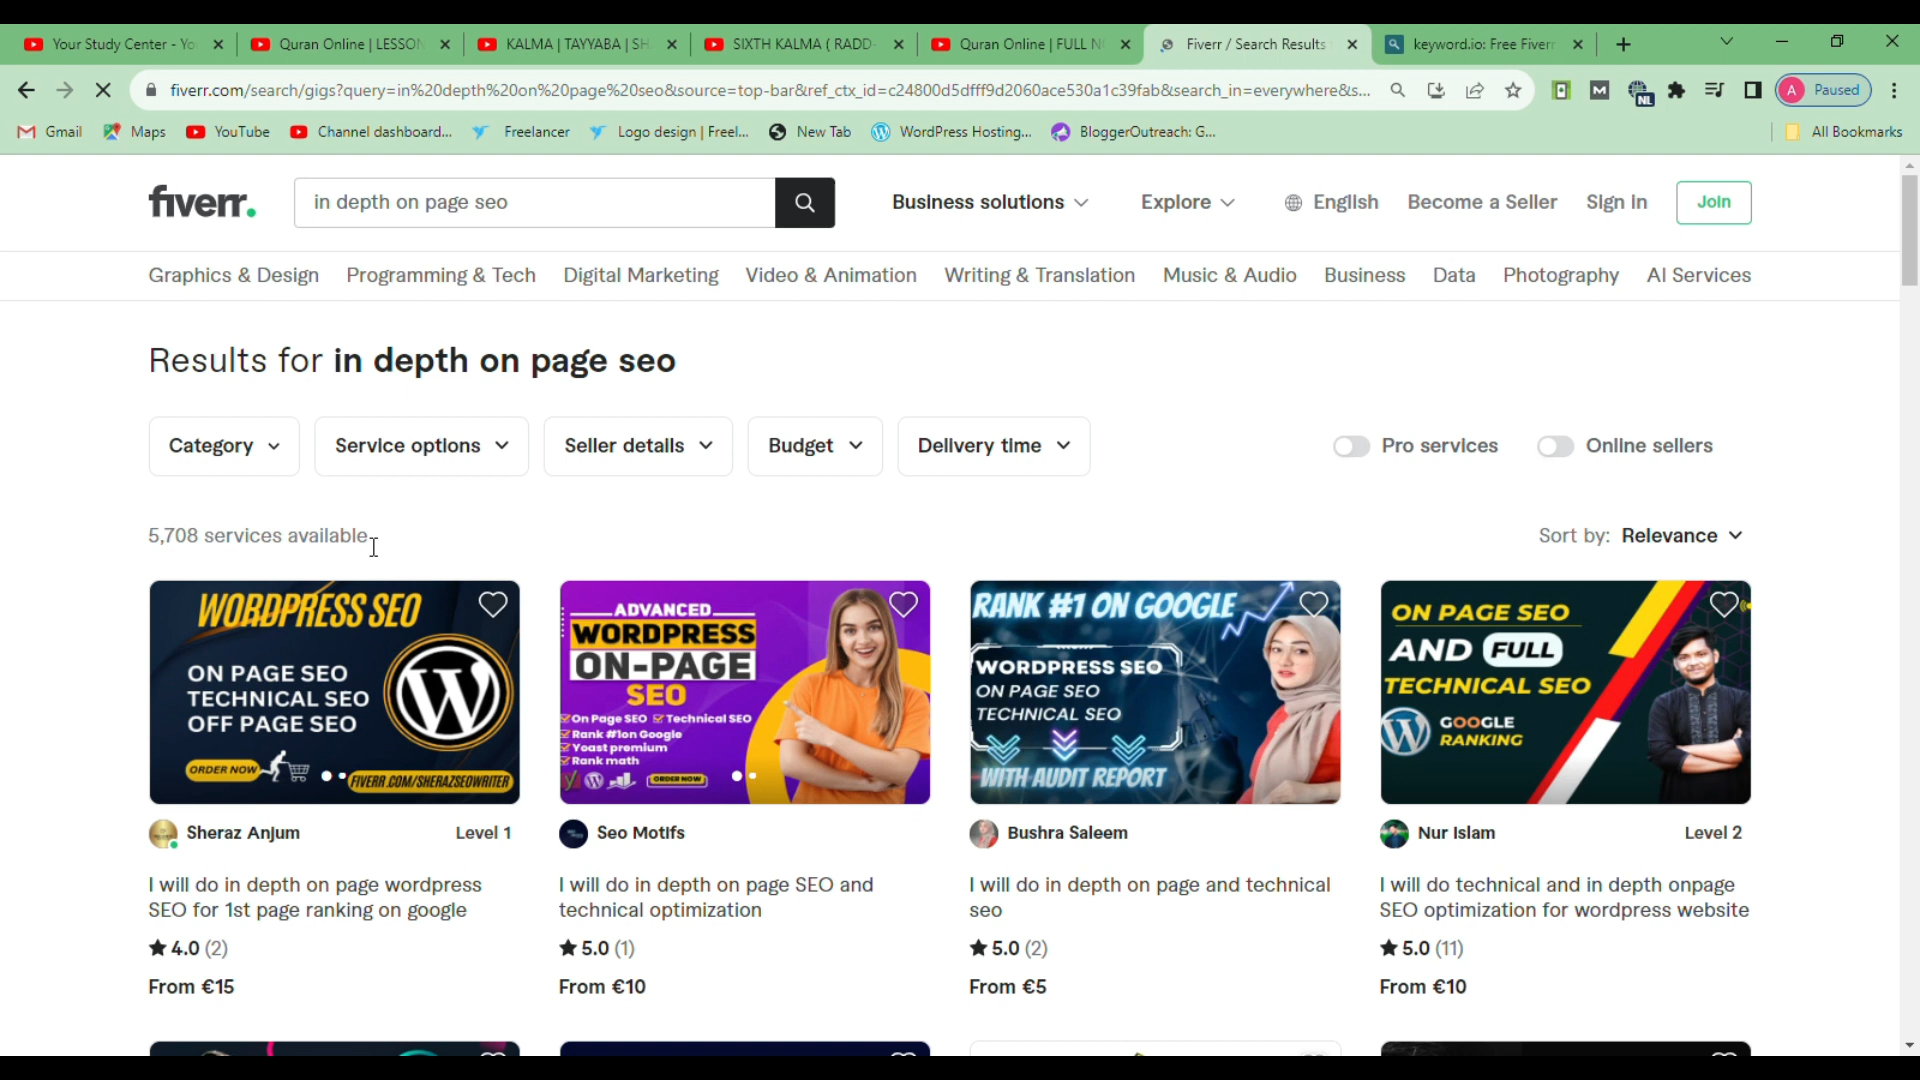 Your Study Center - Yo
Quran Online | LESSON
KALMA | TAYYABA | SH
SIXTH KALMA ( RADD-
Quran Online | FULL N
Fiverr / Search Results
keyword.io: Free Fiverr
fiverr.com/search/gigs?query=in%20depth%20on%20page%20seo&source=top-bar&ref_ctx_id=c24800d5dfff9d2060ace530a1c39fab&search_in=everywhere&s...
M
NL
A Paused
Gmail
Maps
YouTube
Channel dashboard...
Freelancer
Logo design | Freel...
New Tab
WordPress Hosting...
BloggerOutreach: G...
All Bookmarks
fiverr.
in depth on page seo
Business solutions
Explore
English
Become a Seller
Sign in
Join
Graphics & Design
Programming & Tech
Digital Marketing
Video & Animation
Writing & Translation
Music & Audio
Business
Data
Photography
AI Services
Results for in depth on page seo
Category
Service options
Seller details
Budget
Delivery time
Pro services
Online sellers
5,708 services available
Sort by: Relevance
WORDPRESS SEO
ON PAGE SEO
TECHNICAL SEO
OFF PAGE SEO
ORDER NOW
FIVERR.COM/SHERAZSEOWRITER
Sheraz Anjum
Level 1
I will do in depth on page wordpress
SEO for 1st page ranking on google
4.0 (2)
From €15
ADVANCED
WORDPRESS
ON-PAGE
SEO
On Page SEO Technical SEO
Rank #1on Google
Yoast premium
Rank math
ORDER NOW
Seo Motifs
I will do in depth on page SEO and
technical optimization
5.0 (1)
From €10
RANK #1 ON GOOGLE
WORDPRESS SEO
ON PAGE SEO
TECHNICAL SEO
WITH AUDIT REPORT
Bushra Saleem
I will do in depth on page and technical
seo
5.0 (2)
From €5
ON PAGE SEO
AND FULL
TECHNICAL SEO
GOOGLE
RANKING
Nur Islam
Level 2
I will do technical and in depth onpage
SEO optimization for wordpress website
5.0 (11)
From €10